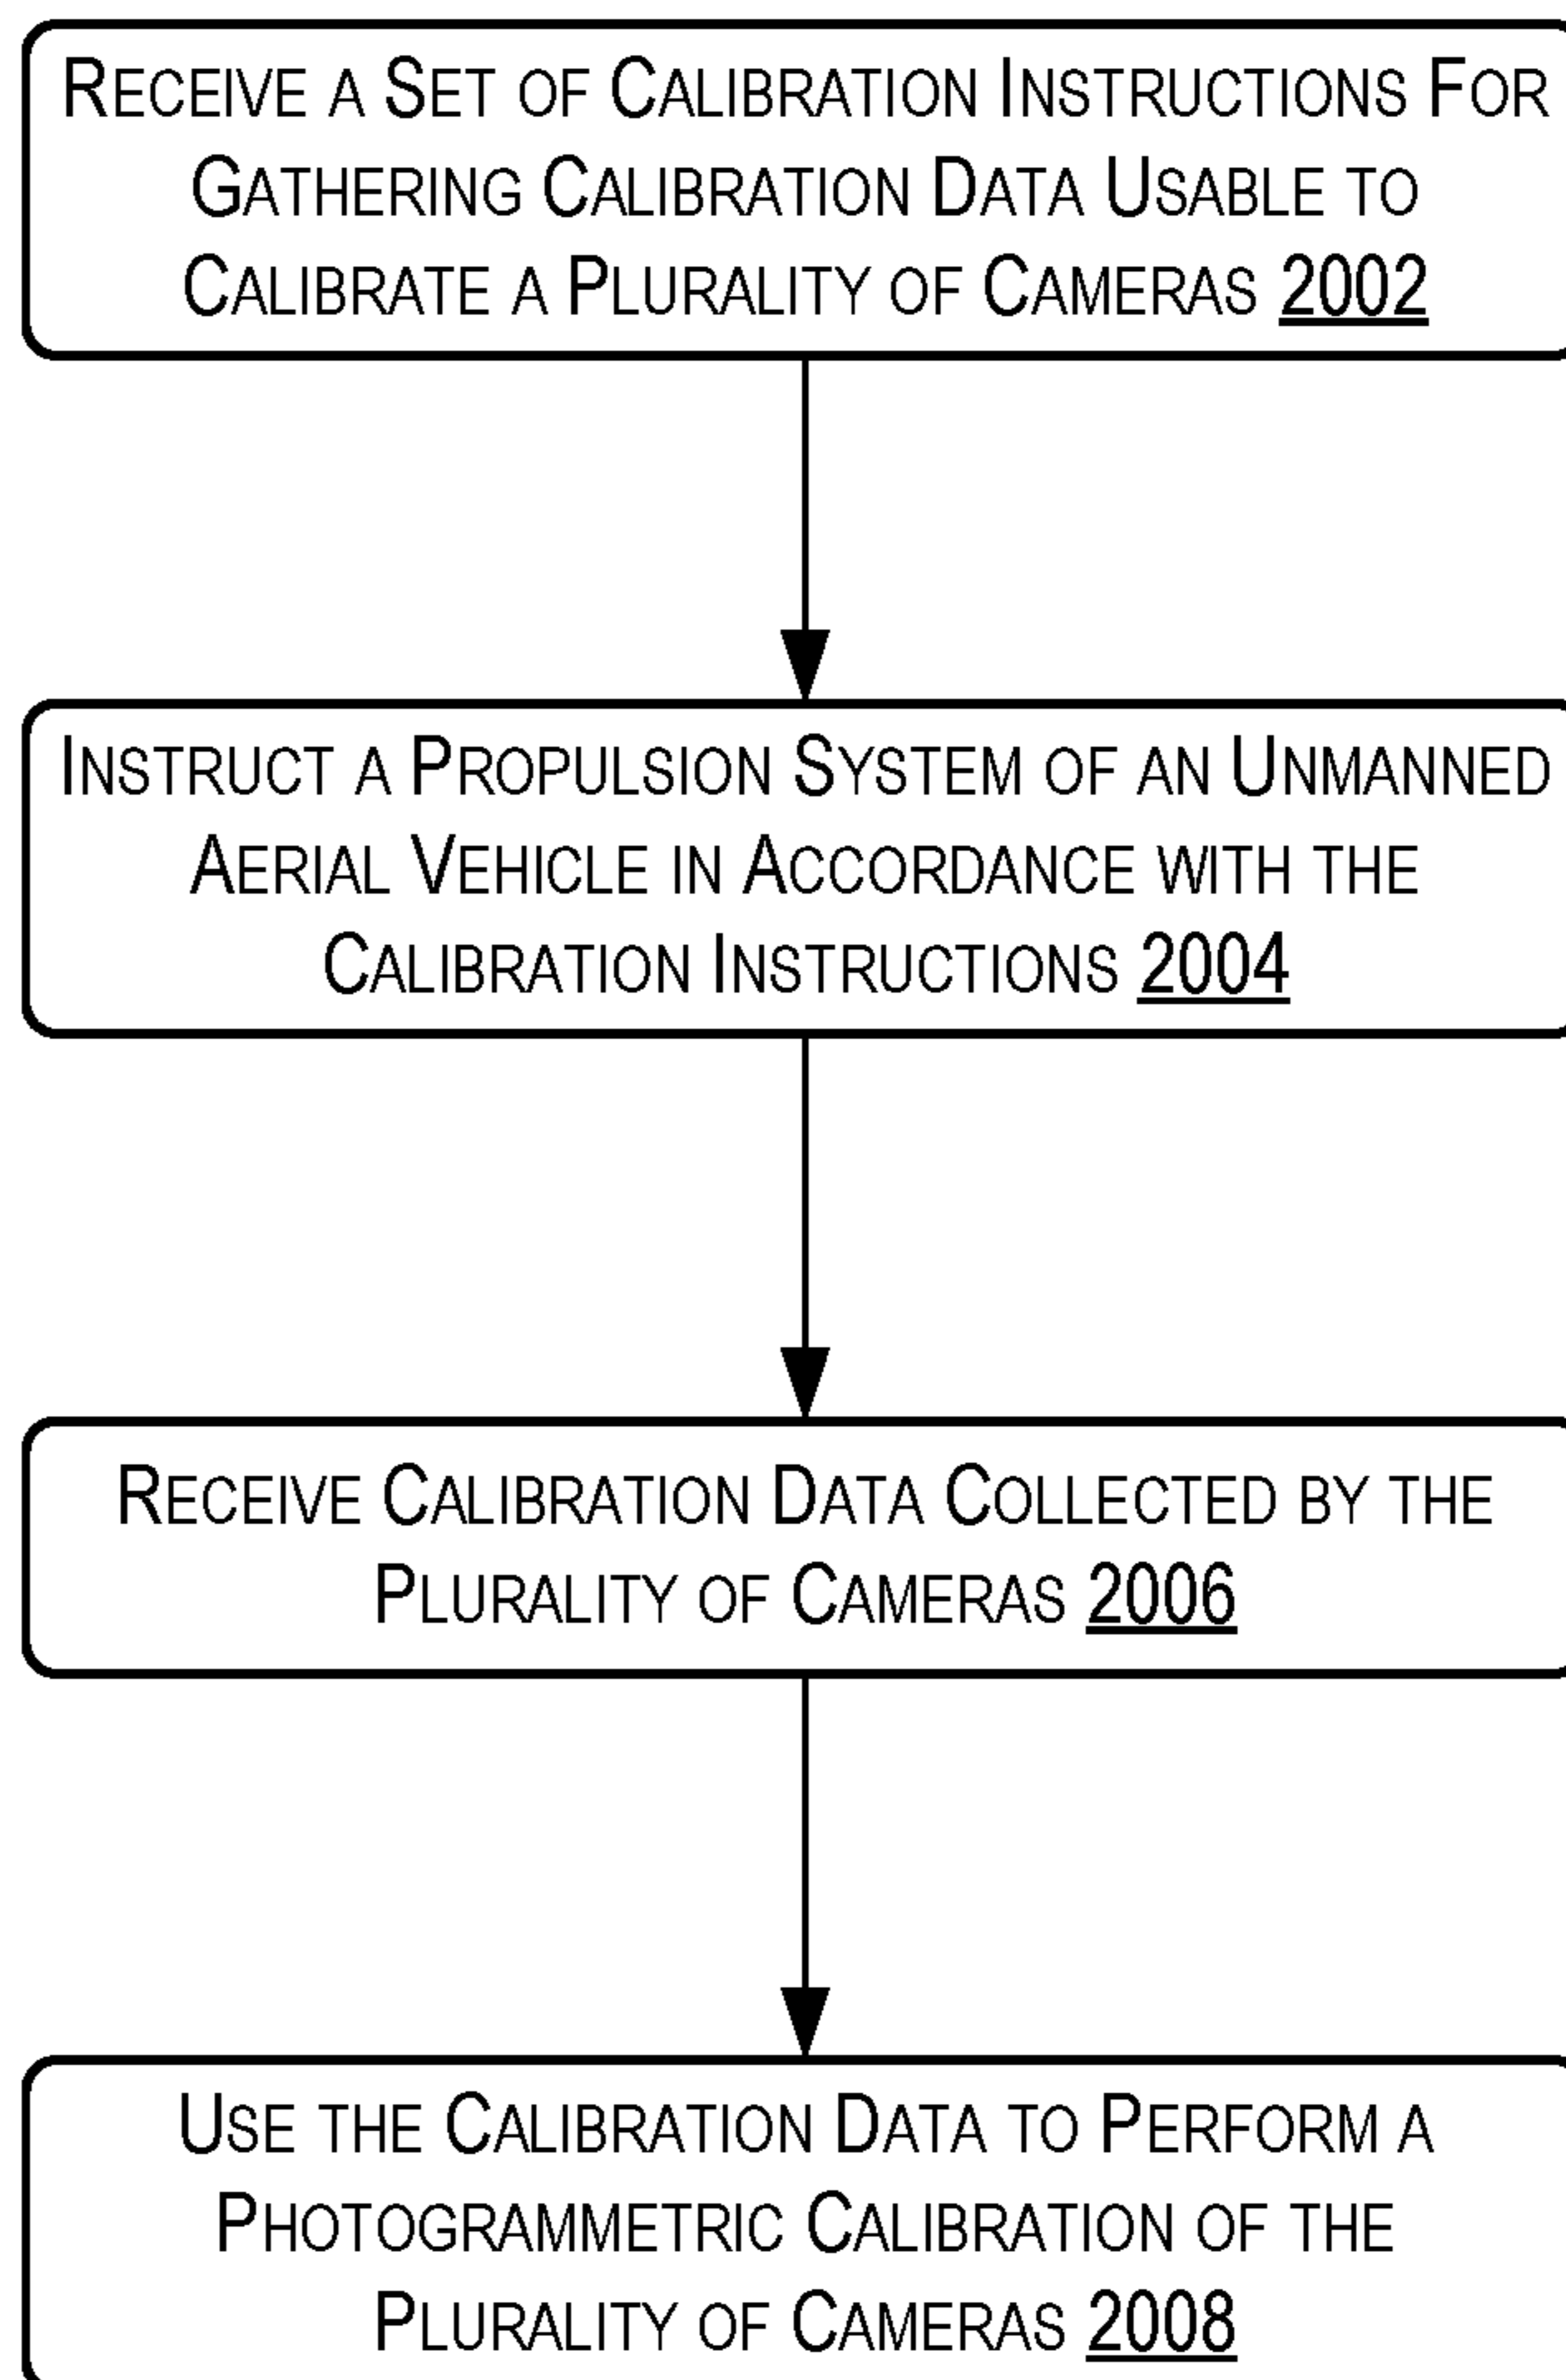 RECEIVE A SET OF CALIBRATION INSTRUCTIONS FOR
GATHERING CALIBRATION DATA USABLE TO
CALIBRATE A PLURALITY OF CAMERAS 2002
INSTRUCT A PROPULSION SYSTEM OF AN UNMANNED
AERIAL VEHICLE IN ACCORDANCE WITH THE
CALIBRATION INSTRUCTIONS 2004
RECEIVE CALIBRATION DATA COLLECTED BY THE
PLURALITY OF CAMERAS 2006
USE THE CALIBRATION DATA TO PERFORM A
PHOTOGRAMMETRIC CALIBRATION OF THE
PLURALITY OF CAMERAS 2008